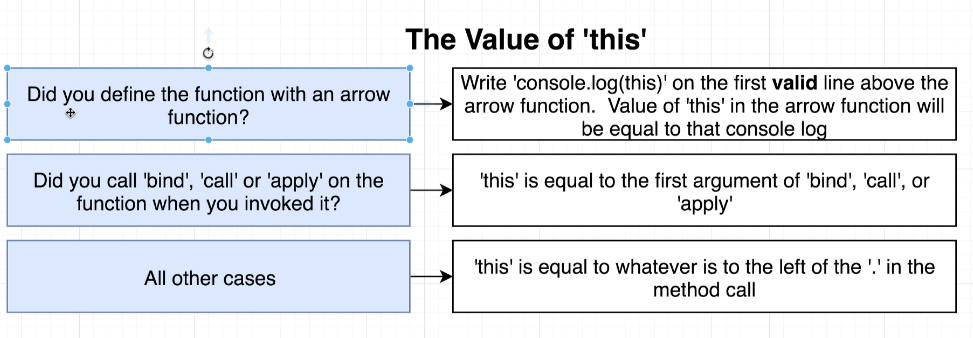 The Value of 'this'
Did you define the function with an arrow
function?
Write 'console.log(this)' on the first valid line above the
arrow function.  Value of 'this' in the arrow function will
be equal to that console log
Did you call 'bind', 'call' or 'apply' on the
function when you invoked it?
'this' is equal to the first argument of 'bind', 'call', or
'apply'
All other cases
'this' is equal to whatever is to the left of the '.' in the
method call